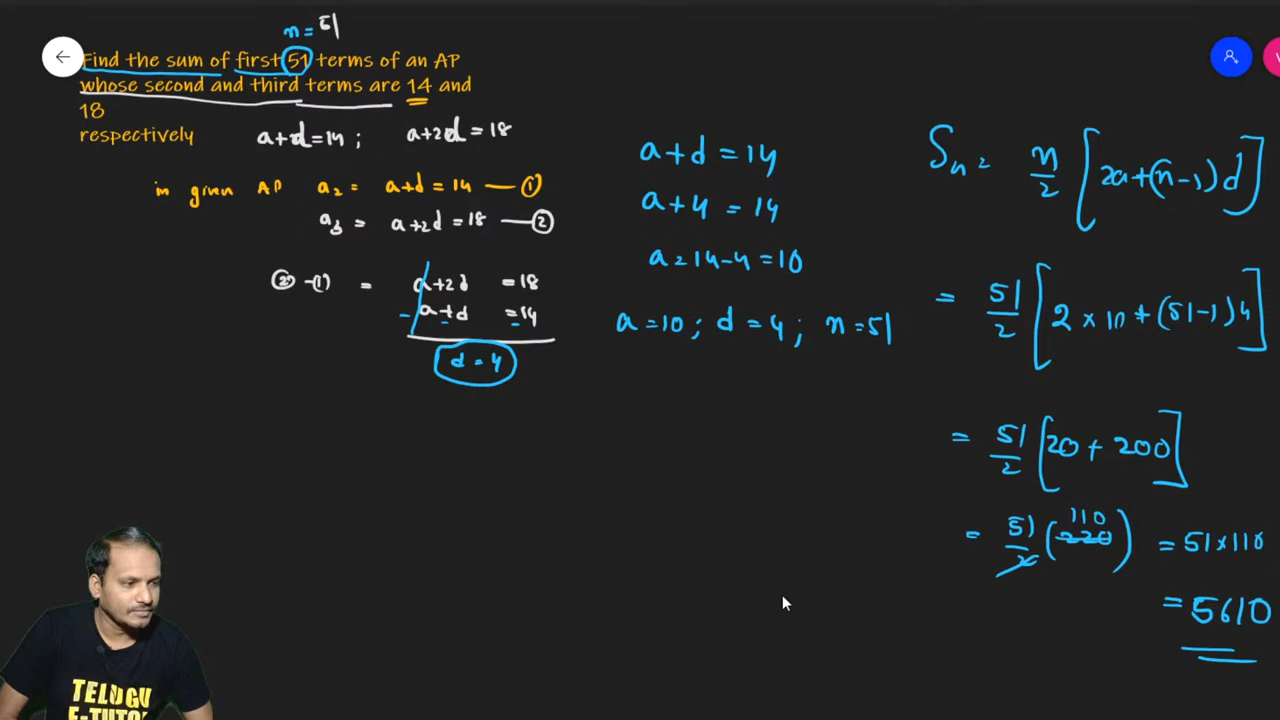 n = 51
Find the sum of first 51 terms of an AP
whose second and third terms are 14 and
18
respectively
a+d=14 ; a+2d=18
in given AP a₂ = a+d = 14 — ①
a₃ = a+2d = 18 — ②
② - ① = a+2d = 18
- a+d = 14
- -
d = 4
a+d = 14
a+4 = 14
a=14-4=10
a=10 ; d=4 ; n=51
Sn = n/2 [2a+(n-1)d]
= 51/2 [2×10+(51-1)4]
= 51/2 [20+200]
= 51/2 (220) 110 = 51×110
= 5610
TELUGU
E-TUTOR